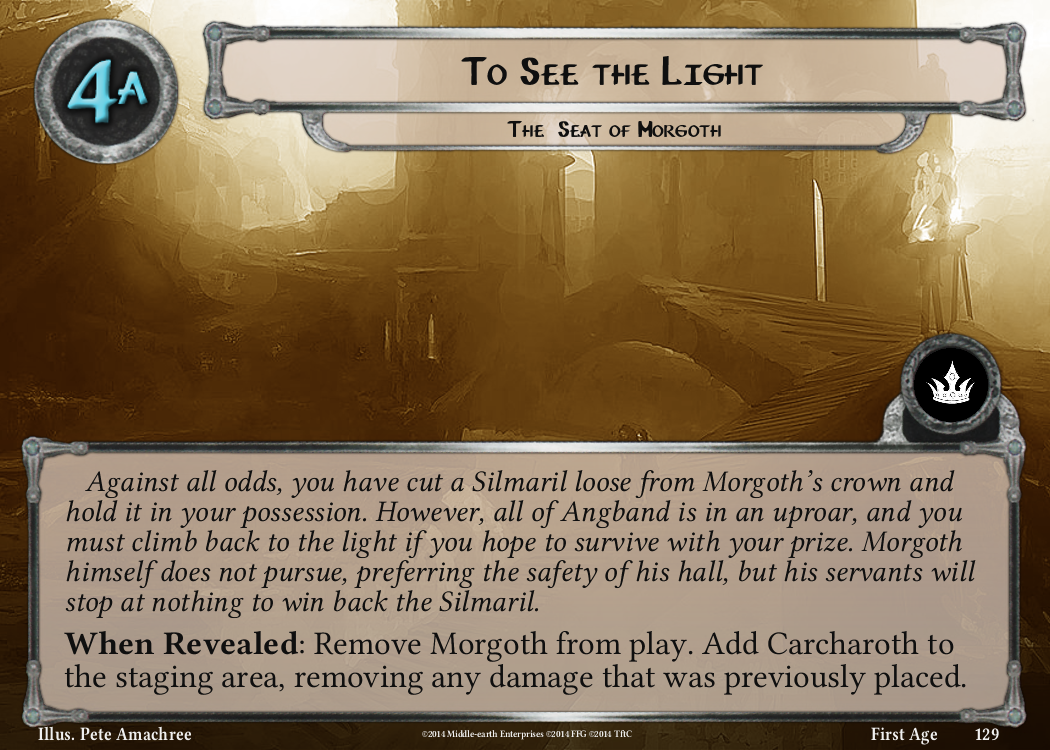 4A
To See the Light
The Seat of Morgoth
Against all odds, you have cut a Silmaril loose from Morgoth's crown and
hold it in your possession. However, all of Angband is in an uproar, and you
must climb back to the light if you hope to survive with your prize. Morgoth
himself does not pursue, preferring the safety of his hall, but his servants will
stop at nothing to win back the Silmaril.
When Revealed: Remove Morgoth from play. Add Carcharoth to
the staging area, removing any damage that was previously placed.
Illus. Pete Amachree
©2014 Middle-earth Enterprises ©2014 FFG ©2014 TftC
First Age 129